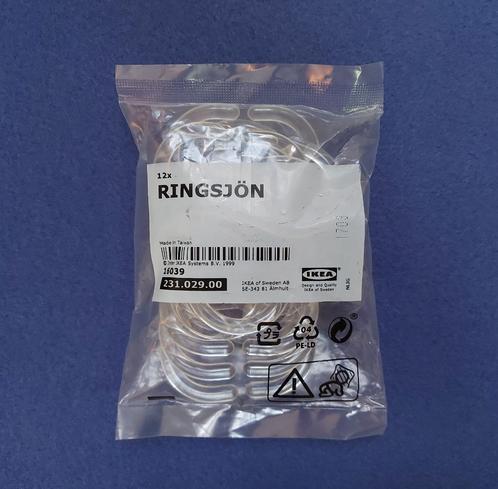 12x
RINGSJÖN
Made in Taiwan
© Inter IKEA Systems B.V. 1999
16039
231.029.00
IKEA of Sweden AB
SE-343 81 Älmhult
IKEA
Design and Quality
IKEA of Sweden
1703
04
PE-LD